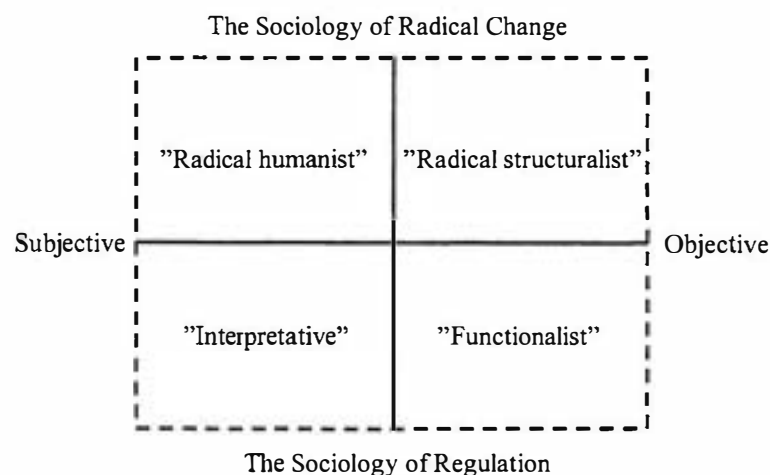 The Sociology of Radical Change
”Radical humanist” ”Radical structuralist”
Subjective Objective
”Interpretative” ”Functionalist”
The Sociology of Regulation